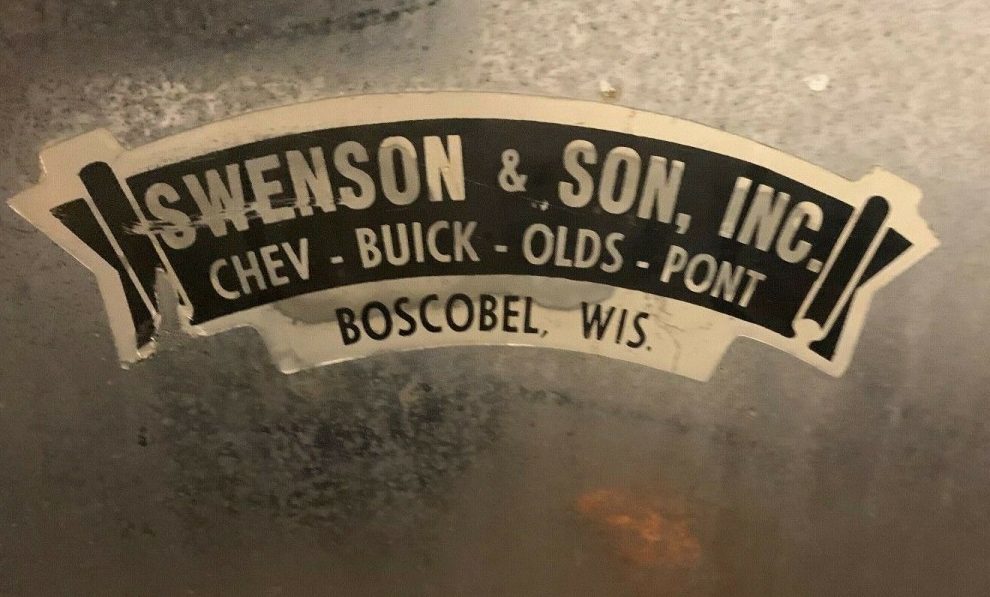 SWENSON & SON, INC.
CHEV - BUICK - OLDS - PONT
BOSCOBEL, WIS.